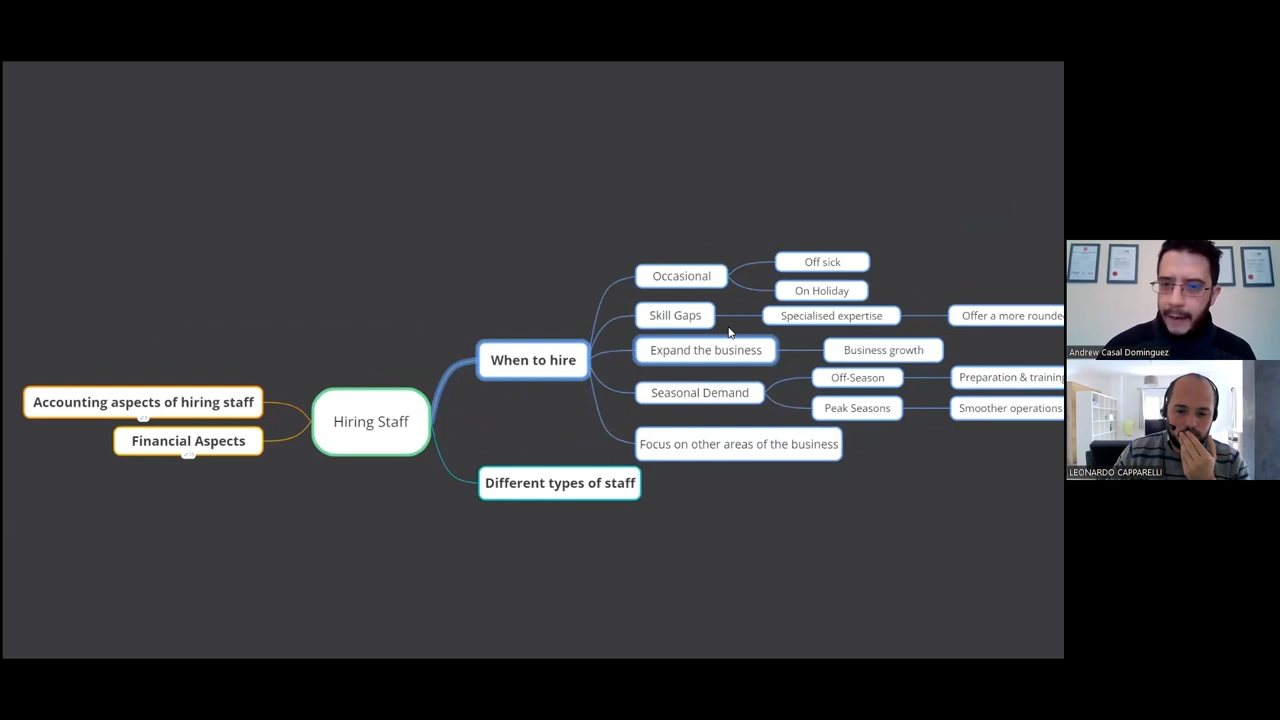 Off sick
Occasional
On Holiday
Skill Gaps
Specialised expertise
Offer a more rounde
When to hire
Expand the business
Business growth
Off-Season
Preparation & training
Seasonal Demand
Peak Seasons
Smoother operations
Accounting aspects of hiring staff
Hiring Staff
Financial Aspects
Focus on other areas of the business
Different types of staff
Andrew Casal Dominguez
LEONARDO CAPPARELLI